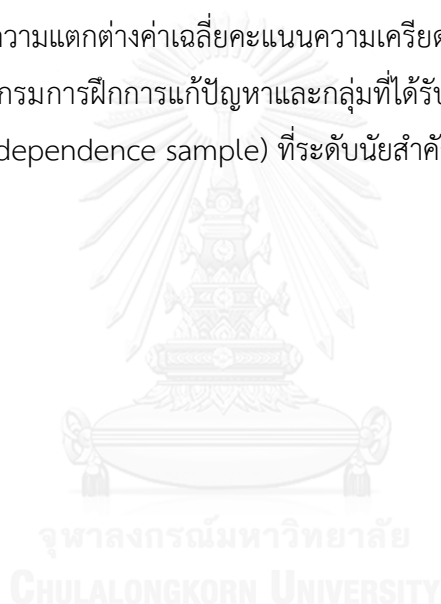 วามแตกต่างค่าเฉลี่ยคะแนนความเครียด
กรมการฝึกการแก้ปัญหาและกลุ่มที่ได้รับ
dependence sample) ที่ระดับนัยสำคั
จุฬาลงกรณ์มหาวิทยาลัย
CHULALONGKORN UNIVERSITY